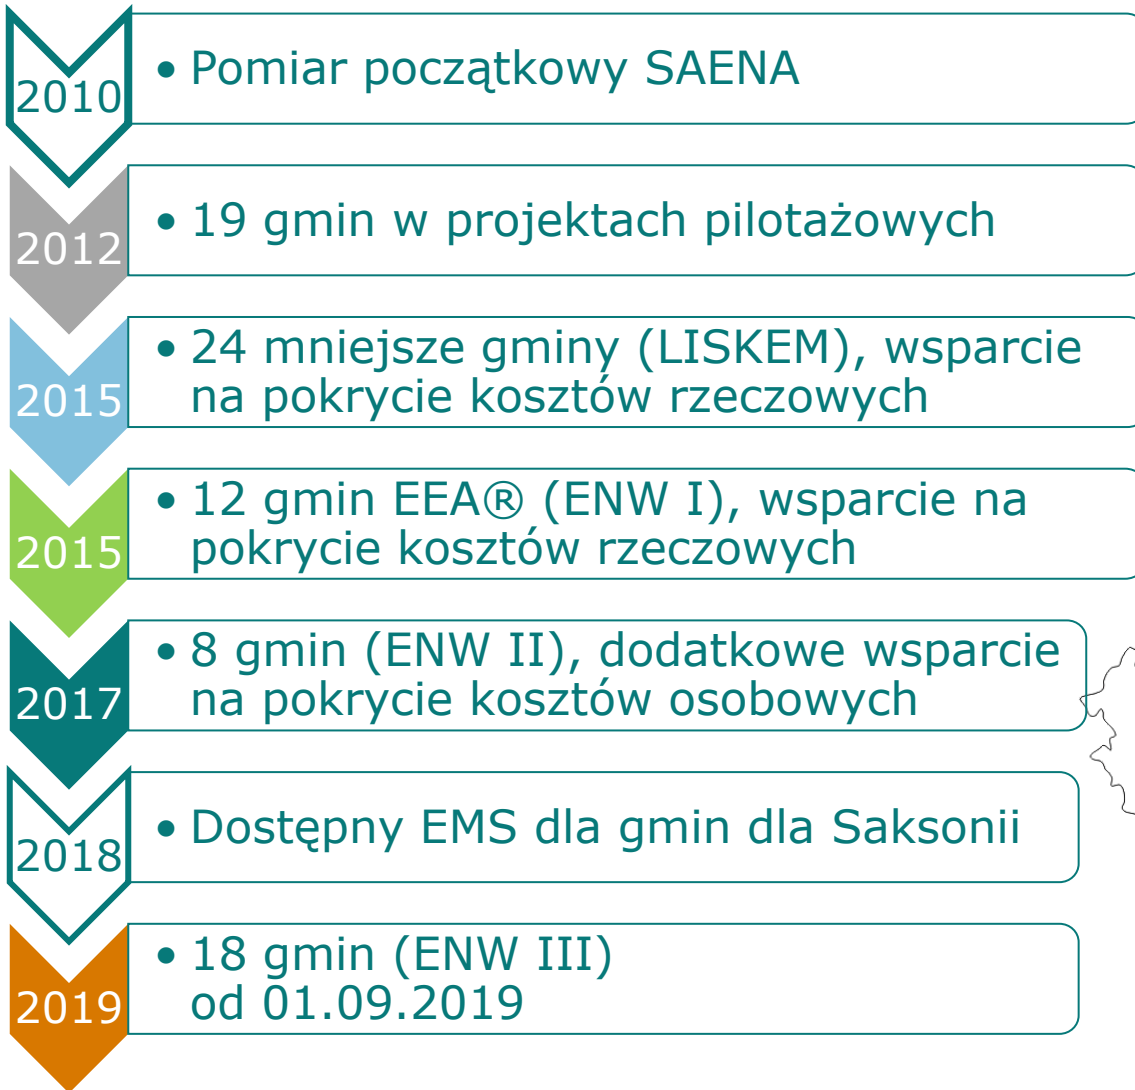 2010
• Pomiar początkowy SAENA
2012
• 19 gmin w projektach pilotażowych
2015
• 24 mniejsze gminy (LISKEM), wsparcie
na pokrycie kosztów rzeczowych
2015
• 12 gmin EEA® (ENW I), wsparcie na
pokrycie kosztów rzeczowych
2017
• 8 gmin (ENW II), dodatkowe wsparcie
na pokrycie kosztów osobowych
2018
• Dostępny EMS dla gmin dla Saksonii
2019
• 18 gmin (ENW III)
od 01.09.2019